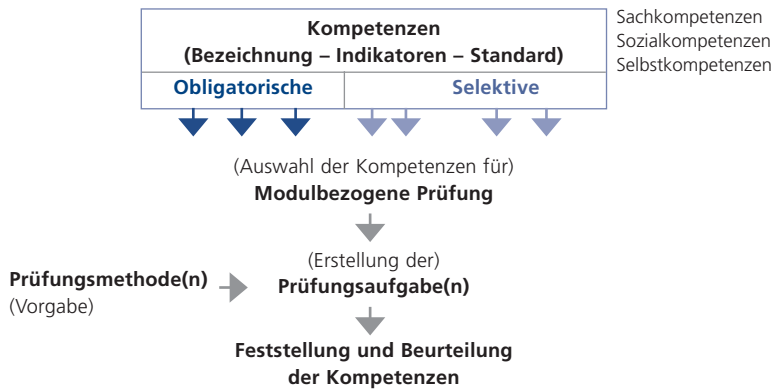 Kompetenzen
(Bezeichnung – Indikatoren – Standard)
Sachkompetenzen
Sozialkompetenzen
Selbstkompetenzen
Obligatorische
Selektive
(Auswahl der Kompetenzen für)
Modulbezogene Prüfung
Prüfungsmethode(n)
(Vorgabe)
(Erstellung der)
Prüfungsaufgabe(n)
Feststellung und Beurteilung
der Kompetenzen